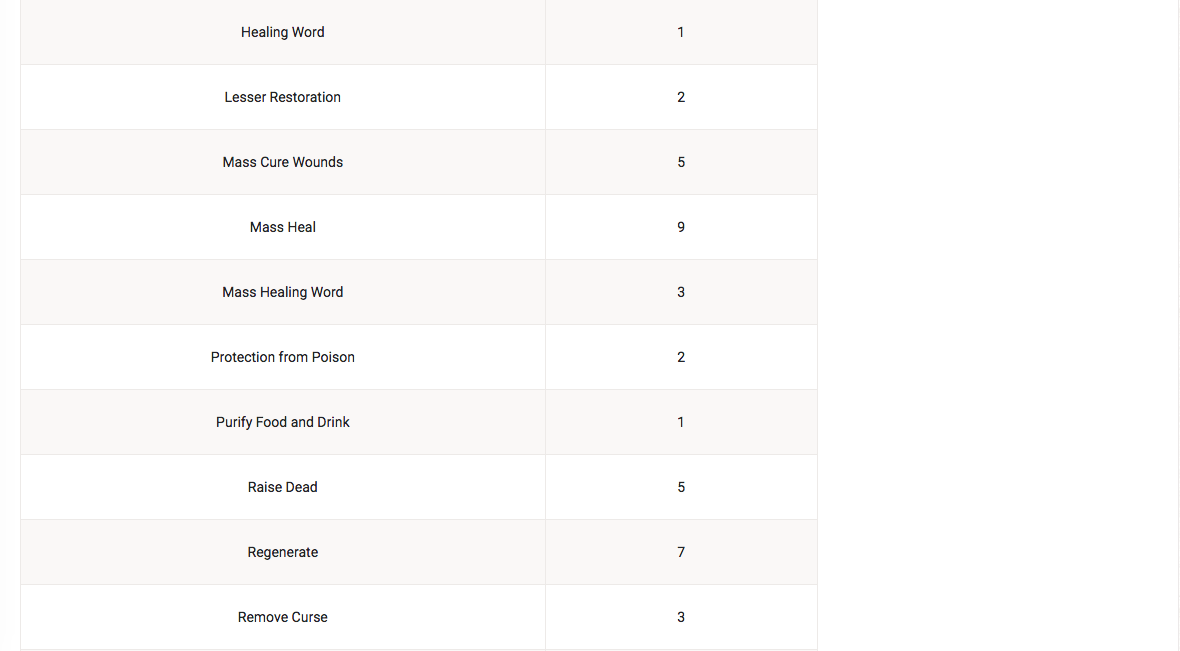 Healing Word 1
Lesser Restoration 2
Mass Cure Wounds 5
Mass Heal 9
Mass Healing Word 3
Protection from Poison 2
Purify Food and Drink 1
Raise Dead 5
Regenerate 7
Remove Curse 3